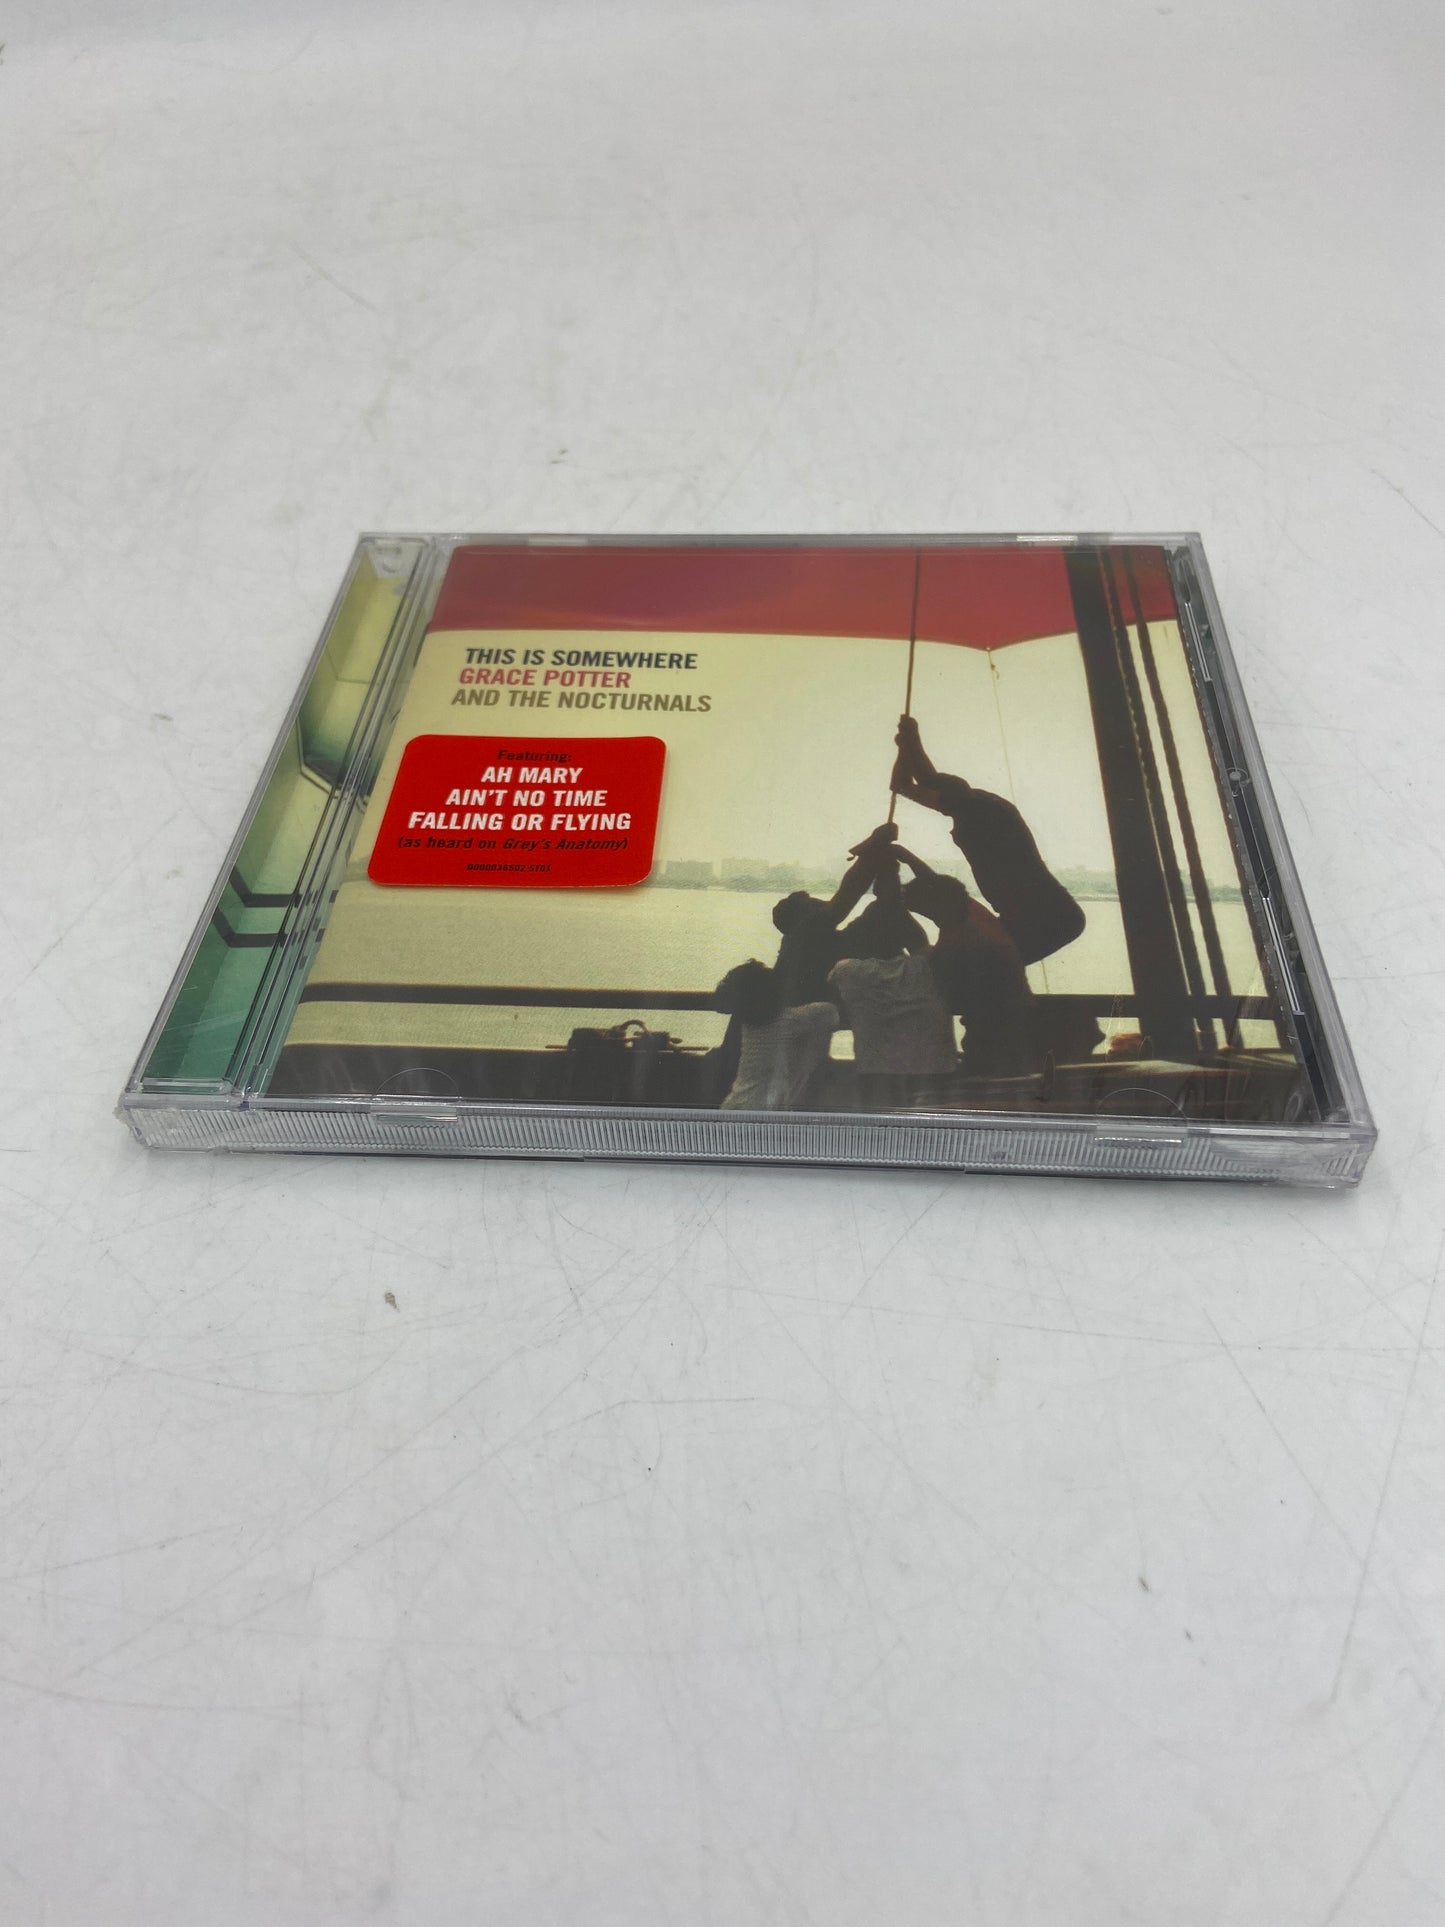 THIS IS SOMEWHERE
GRACE POTTER
AND THE NOCTURNALS
Featuring:
AH MARY
AIN'T NO TIME
FALLING OR FLYING
(as heard on Grey's Anatomy)